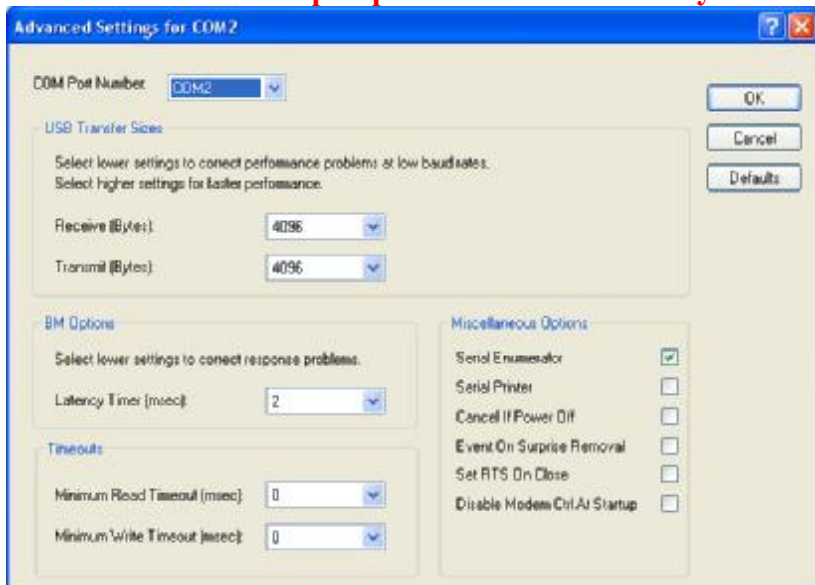 Advanced Settings for COM2
COM Port Number: COM2
OK
Cancel
Defaults
USB Transfer Sizes
Select lower settings to correct performance problems at low baud rates.
Select higher settings for faster performance.
Receive (Bytes): 4096
Transmit (Bytes): 4096
BM Options
Select lower settings to correct response problems.
Latency Timer (msec): 2
Timeouts
Minimum Read Timeout (msec): 0
Minimum Write Timeout (msec): 0
Miscellaneous Options
Serial Enumerator
Serial Printer
Cancel If Power Off
Event On Surprise Removal
Set RTS On Close
Disable Modem Ctrl At Startup